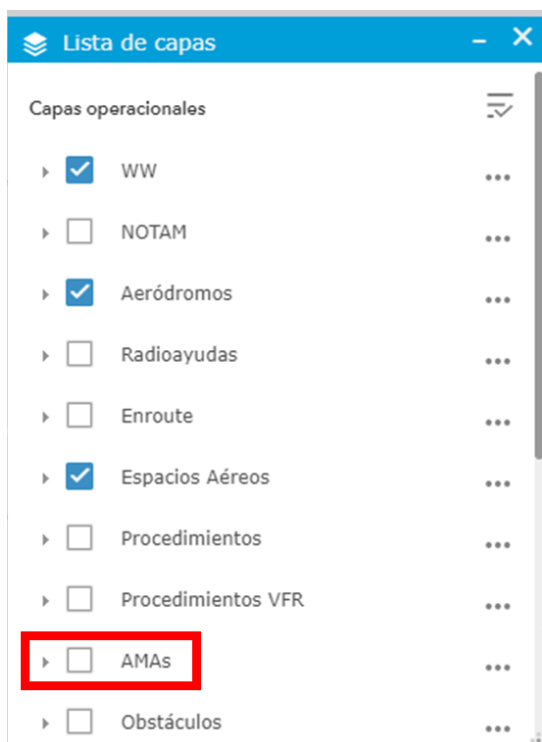 Lista de capas
Capas operacionales
WW
NOTAM
Aeródromos
Radioayudas
Enroute
Espacios Aéreos
Procedimientos
Procedimientos VFR
AMAs
Obstáculos